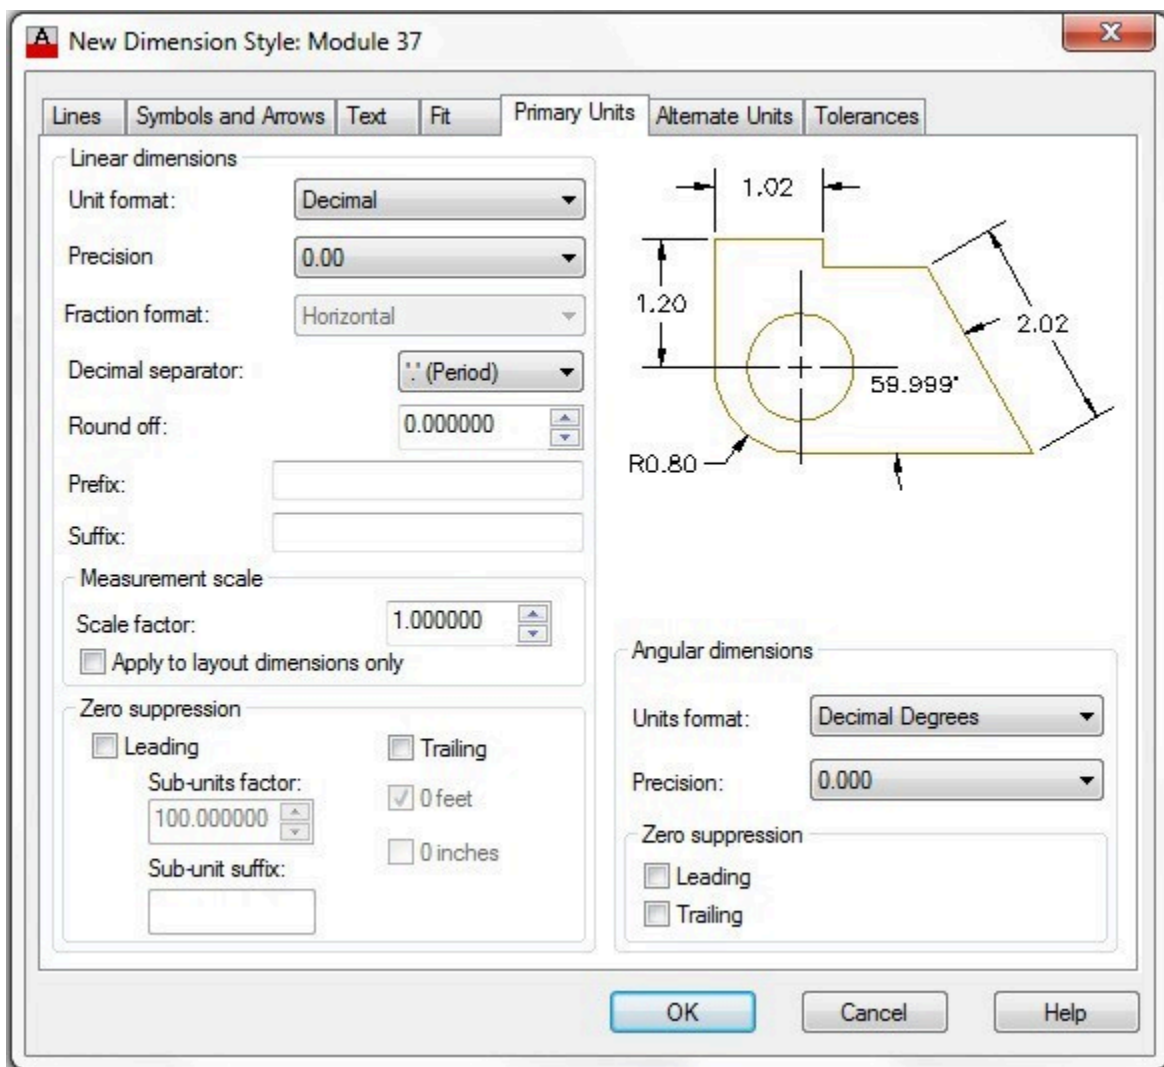 New Dimension Style: Module 37
Lines Symbols and Arrows Text Fit Primary Units Alternate Units Tolerances
Linear dimensions
Unit format: Decimal
Precision 0.00
Fraction format: Horizontal
Decimal separator: '.' (Period)
Round off: 0.000000
Prefix:
Suffix:
Measurement scale
Scale factor: 1.000000
Apply to layout dimensions only
Zero suppression
Leading Trailing
Sub-units factor: 0 feet
100.000000
0 inches
Sub-unit suffix:
1.02
1.20
2.02
59.999°
R0.80
Angular dimensions
Units format: Decimal Degrees
Precision: 0.000
Zero suppression
Leading
Trailing
OK Cancel Help